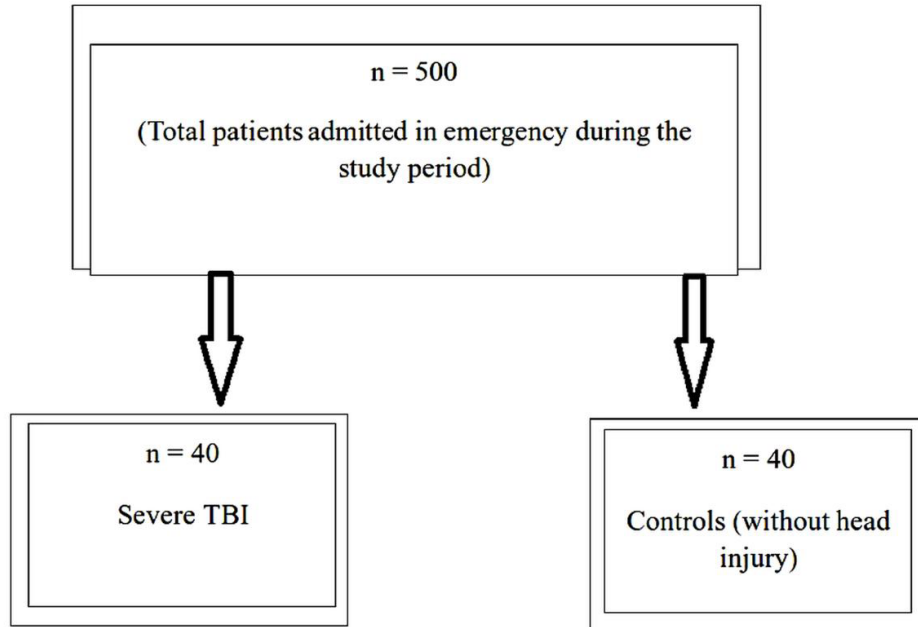 n = 500
(Total patients admitted in emergency during the
study period)
n = 40
Severe TBI
n = 40
Controls (without head
injury)